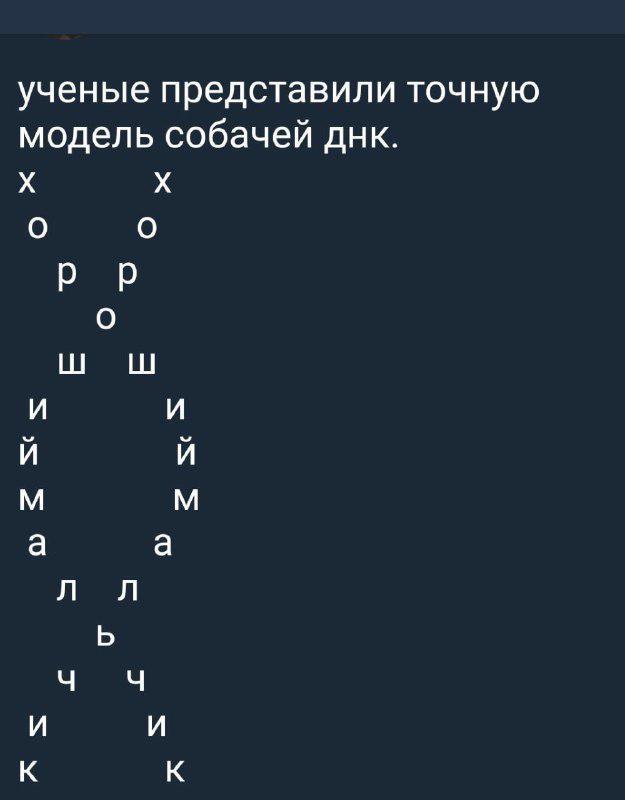 ученые представили точную
модель собачей днк.
х х
о о
р р
о
ш ш
и и
й й
м м
а а
л л
ь
ч ч
и и
к к